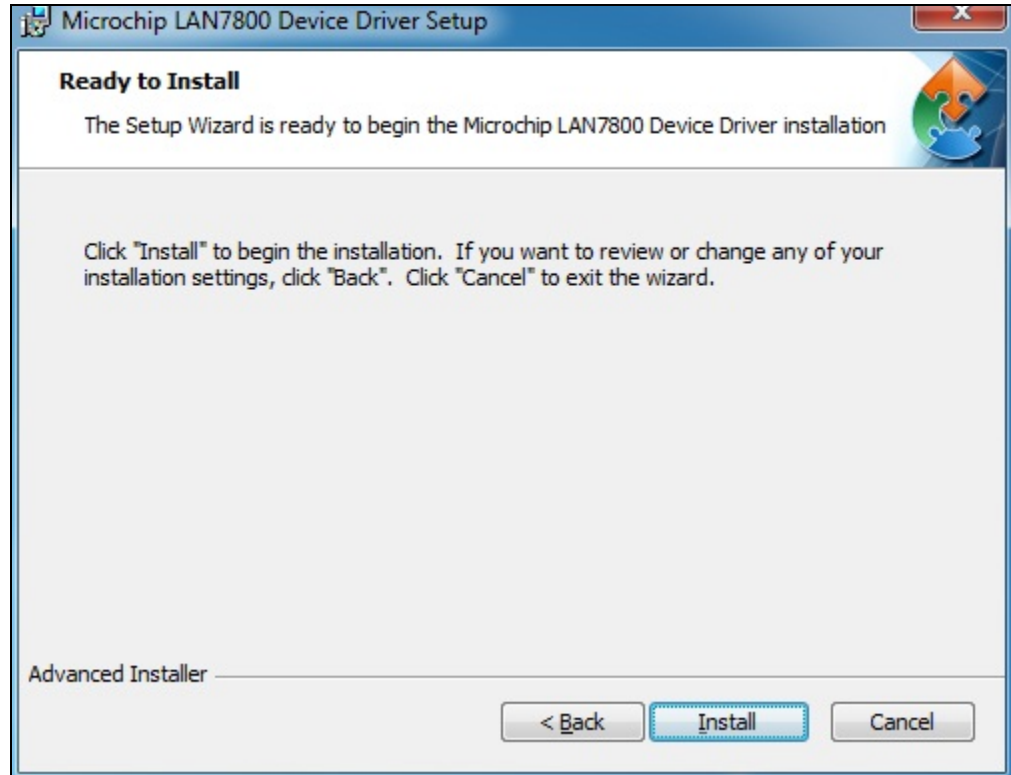 Microchip LAN7800 Device Driver Setup
Ready to Install
The Setup Wizard is ready to begin the Microchip LAN7800 Device Driver installation
Click "Install" to begin the installation.  If you want to review or change any of your
installation settings, click "Back".  Click "Cancel" to exit the wizard.
Advanced Installer
< Back
Install
Cancel